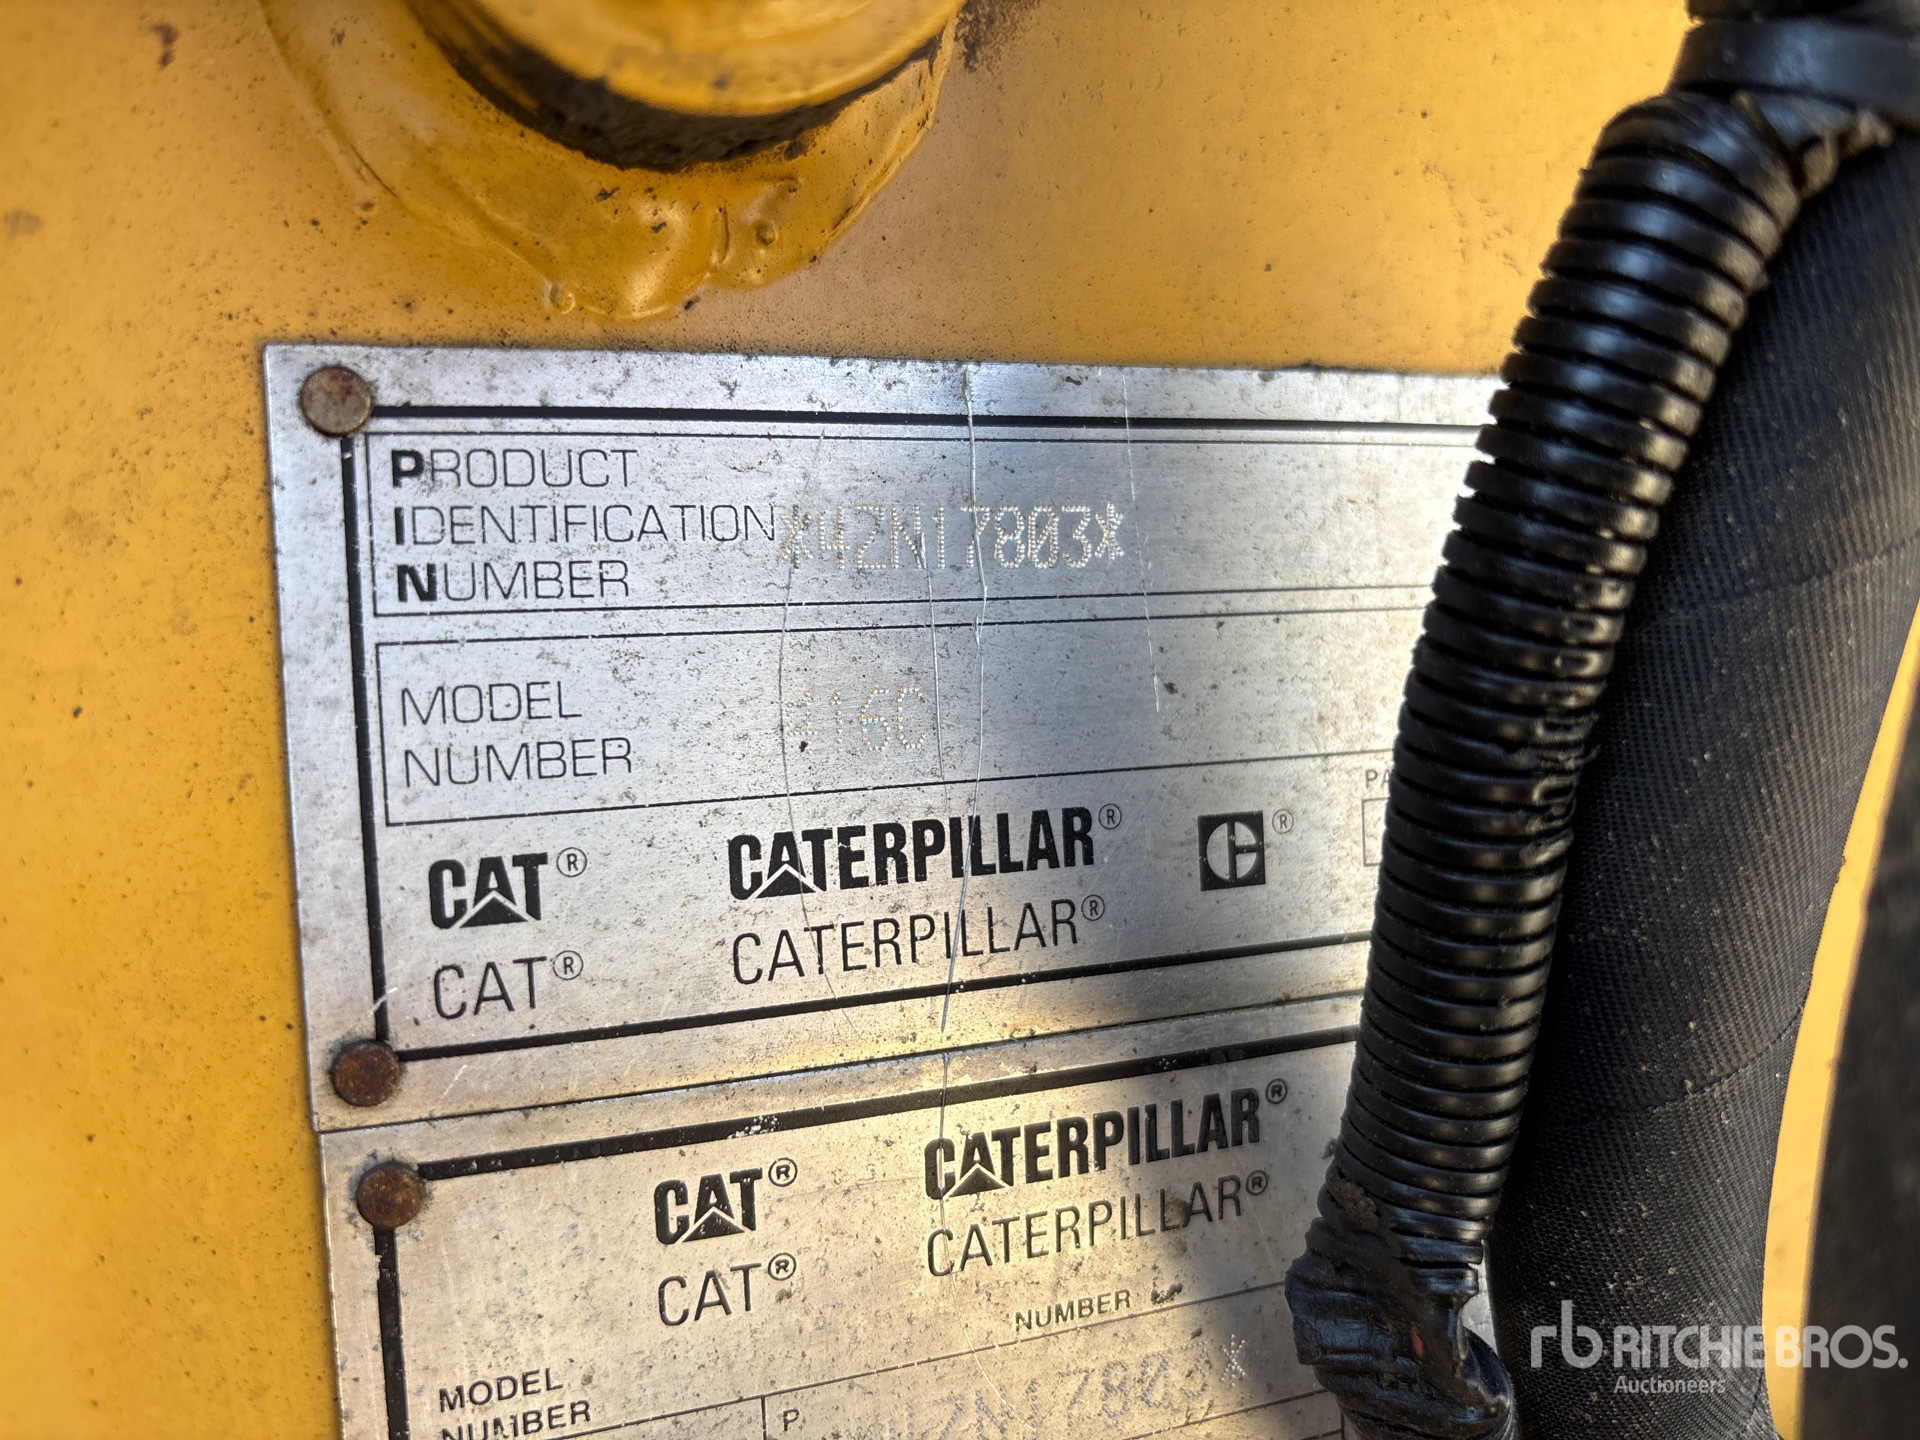 PRODUCT
IDENTIFICATION *4ZN17803*
NUMBER
MODEL
NUMBER 416C
CAT® CATERPILLAR® C®
CAT® CATERPILLAR®
CAT® CATERPILLAR®
CAT® CATERPILLAR®
NUMBER
MODEL
NUMBER
P
rb RITCHIE BROS.
Auctioneers